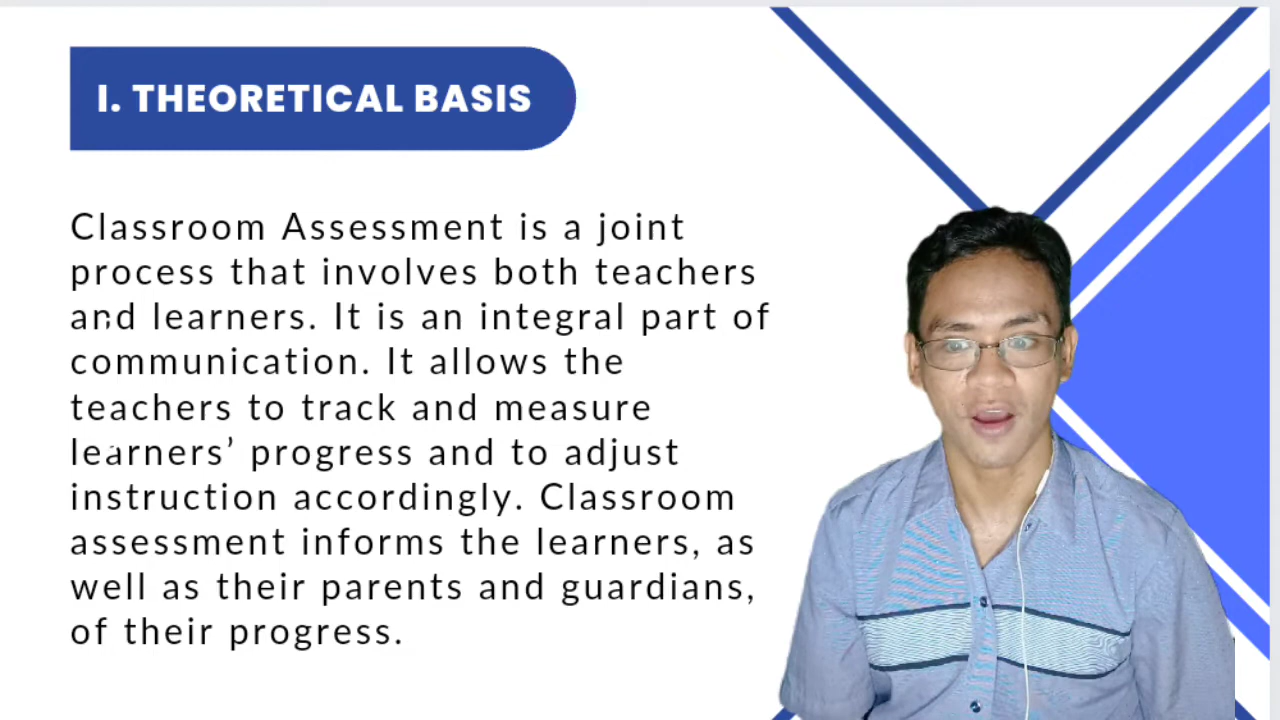 I. THEORETICAL BASIS
Classroom Assessment is a joint
process that involves both teachers
and learners. It is an integral part of
communication. It allows the
teachers to track and measure
learners’ progress and to adjust
instruction accordingly. Classroom
assessment informs the learners, as
well as their parents and guardians,
of their progress.